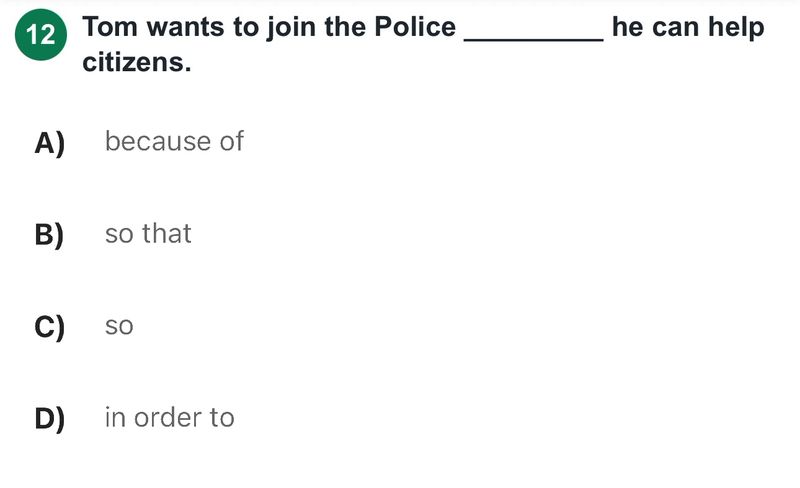 12 Tom wants to join the Police __________ he can help
citizens.
A) because of
B) so that
C) so
D) in order to